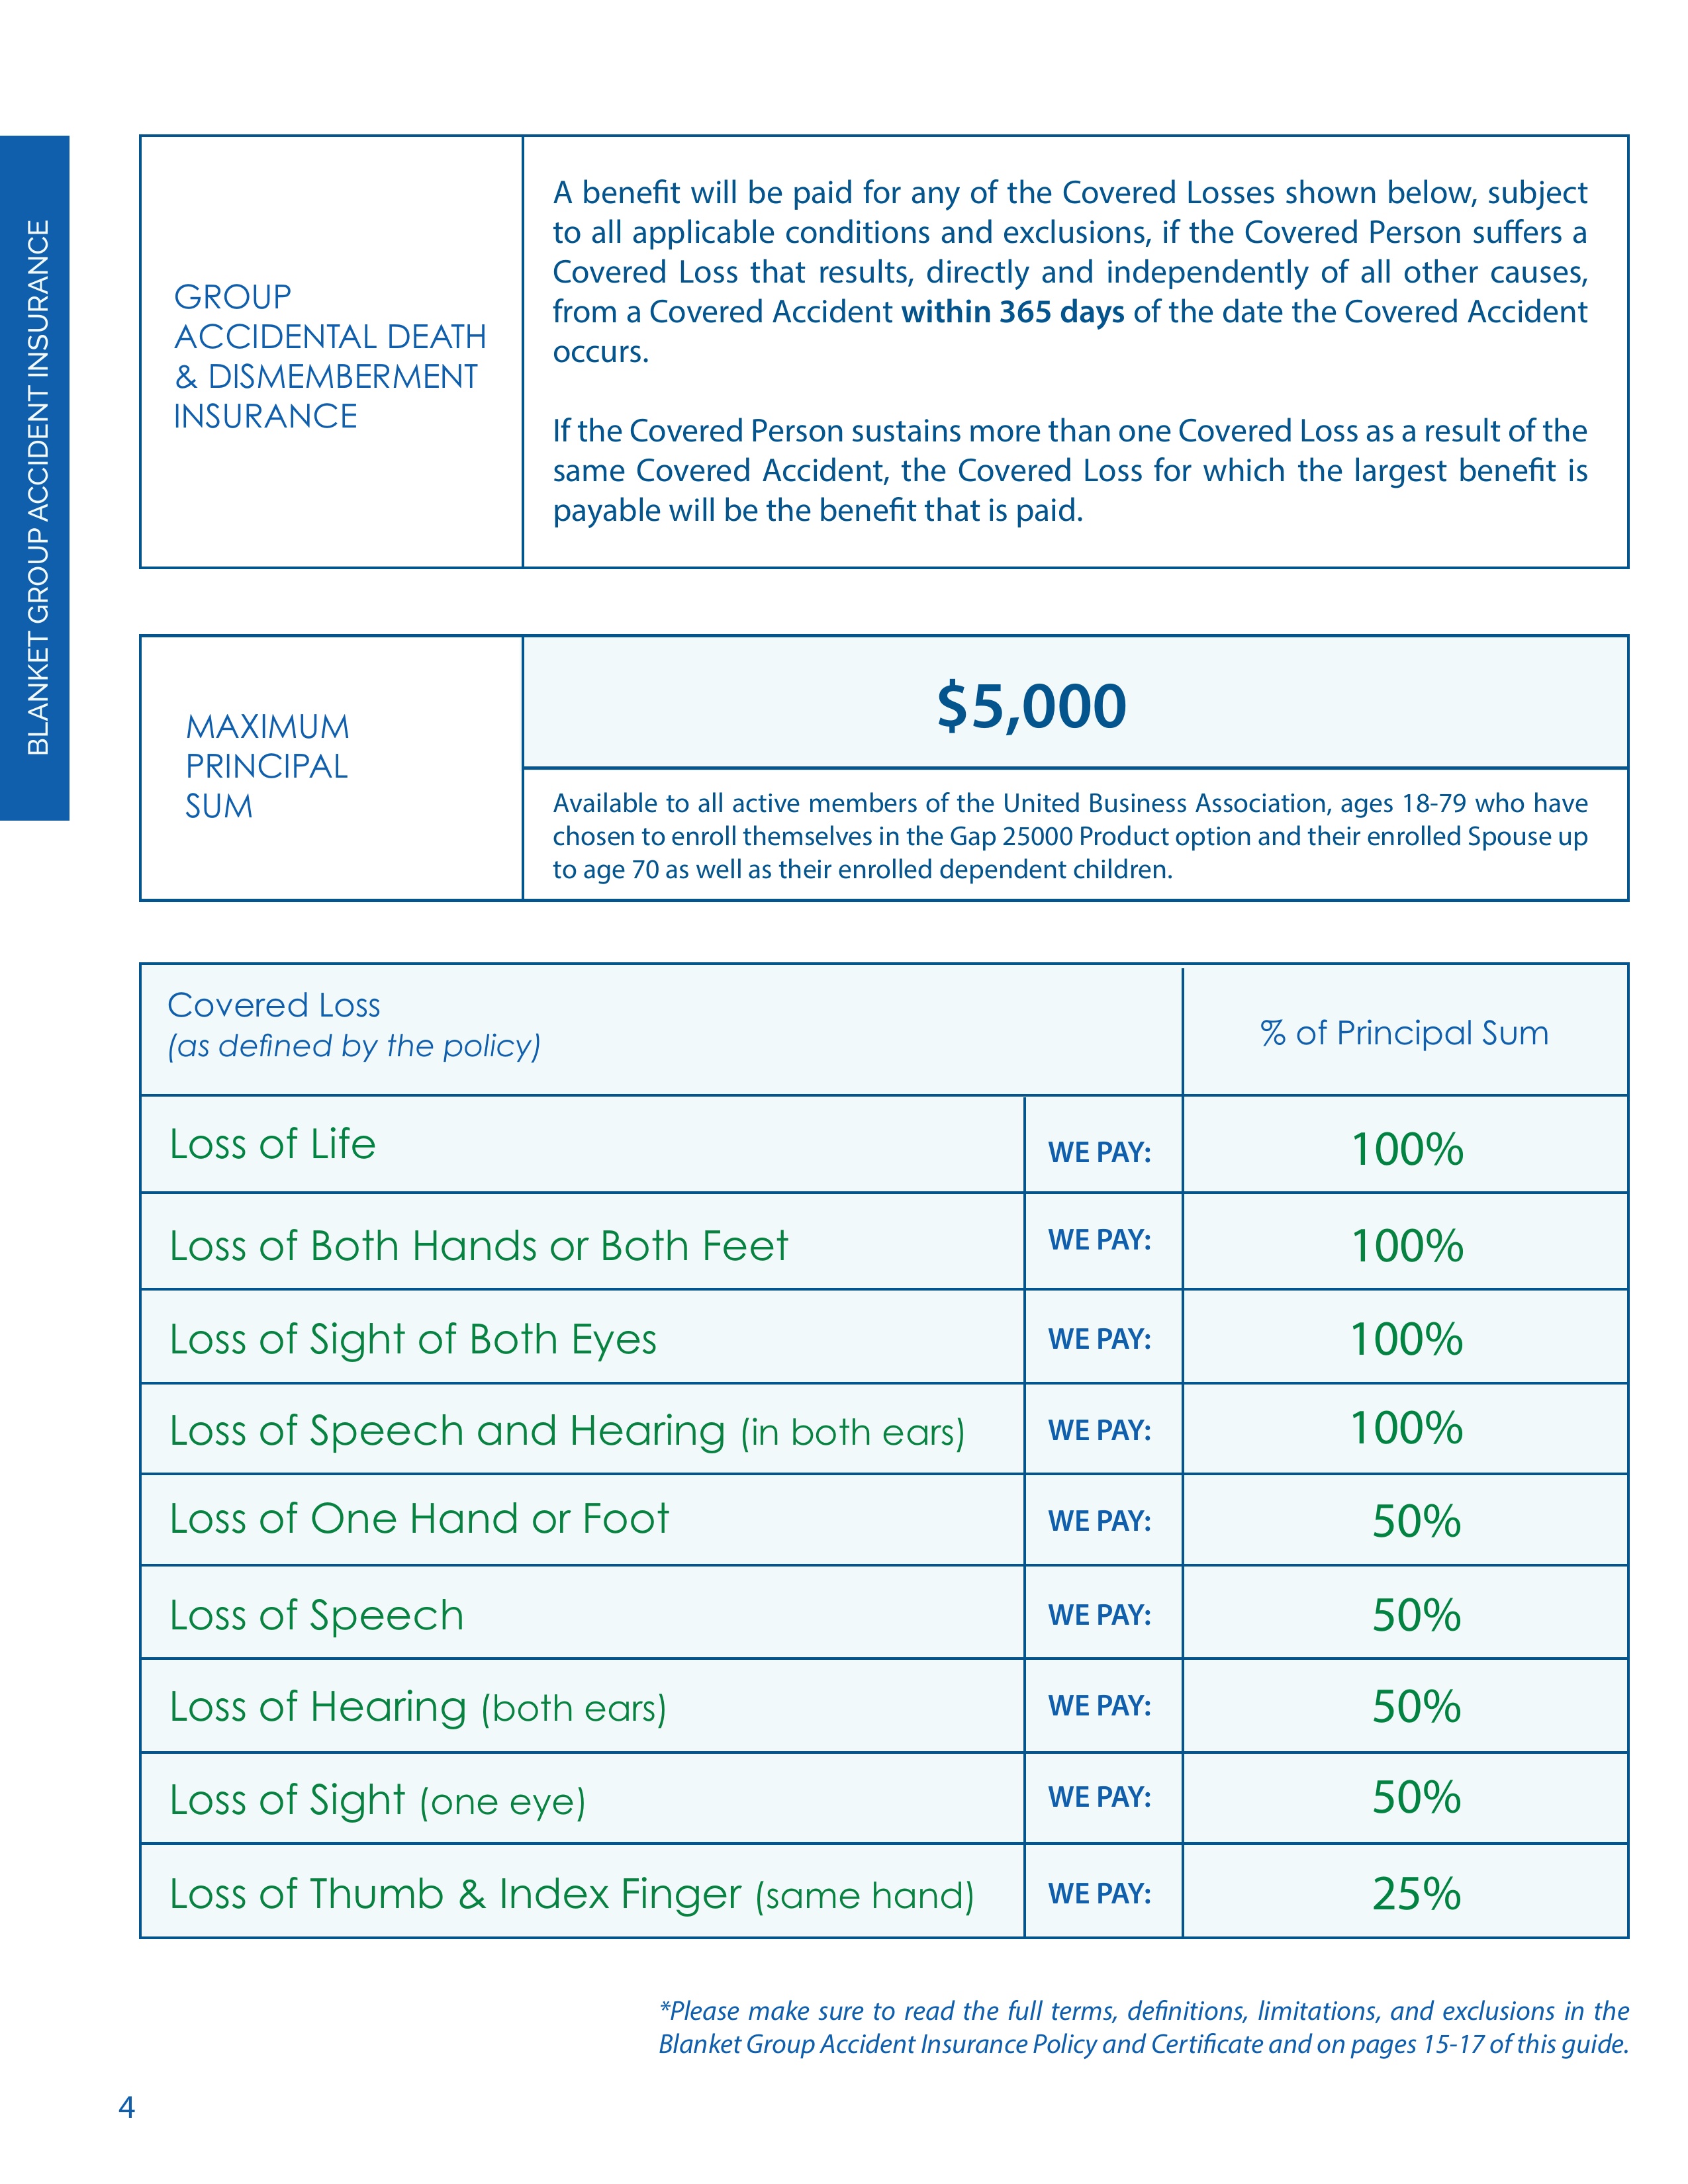 BLANKET GROUP ACCIDENT INSURANCE
GROUP
ACCIDENTAL DEATH
& DISMEMBERMENT
INSURANCE
A benefit will be paid for any of the Covered Losses shown below, subject
to all applicable conditions and exclusions, if the Covered Person suffers a
Covered Loss that results, directly and independently of all other causes,
from a Covered Accident within 365 days of the date the Covered Accident
occurs.
If the Covered Person sustains more than one Covered Loss as a result of the
same Covered Accident, the Covered Loss for which the largest benefit is
payable will be the benefit that is paid.
MAXIMUM
PRINCIPAL
SUM
$5,000
Available to all active members of the United Business Association, ages 18-79 who have
chosen to enroll themselves in the Gap 25000 Product option and their enrolled Spouse up
to age 70 as well as their enrolled dependent children.
Covered Loss
(as defined by the policy)
% of Principal Sum
Loss of Life WE PAY: 100%
Loss of Both Hands or Both Feet WE PAY: 100%
Loss of Sight of Both Eyes WE PAY: 100%
Loss of Speech and Hearing (in both ears) WE PAY: 100%
Loss of One Hand or Foot WE PAY: 50%
Loss of Speech WE PAY: 50%
Loss of Hearing (both ears) WE PAY: 50%
Loss of Sight (one eye) WE PAY: 50%
Loss of Thumb & Index Finger (same hand) WE PAY: 25%
*Please make sure to read the full terms, definitions, limitations, and exclusions in the
Blanket Group Accident Insurance Policy and Certificate and on pages 15-17 of this guide.
4